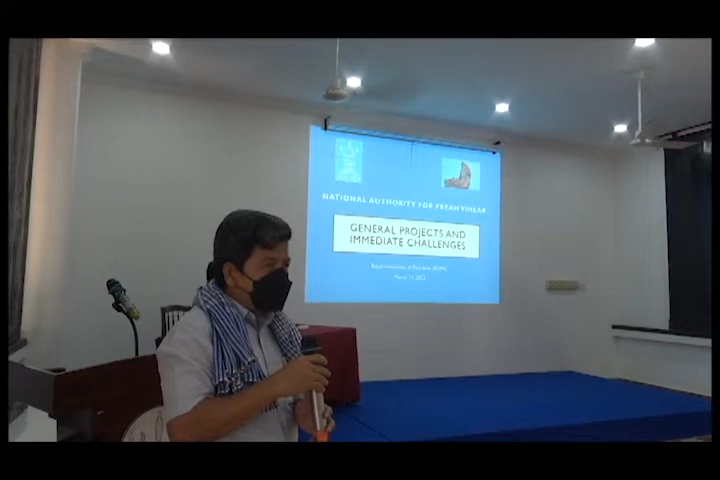 NATIONAL AUTHORITY FOR PREAH VIHEAR
GENERAL PROJECTS AND
IMMEDIATE CHALLENGES